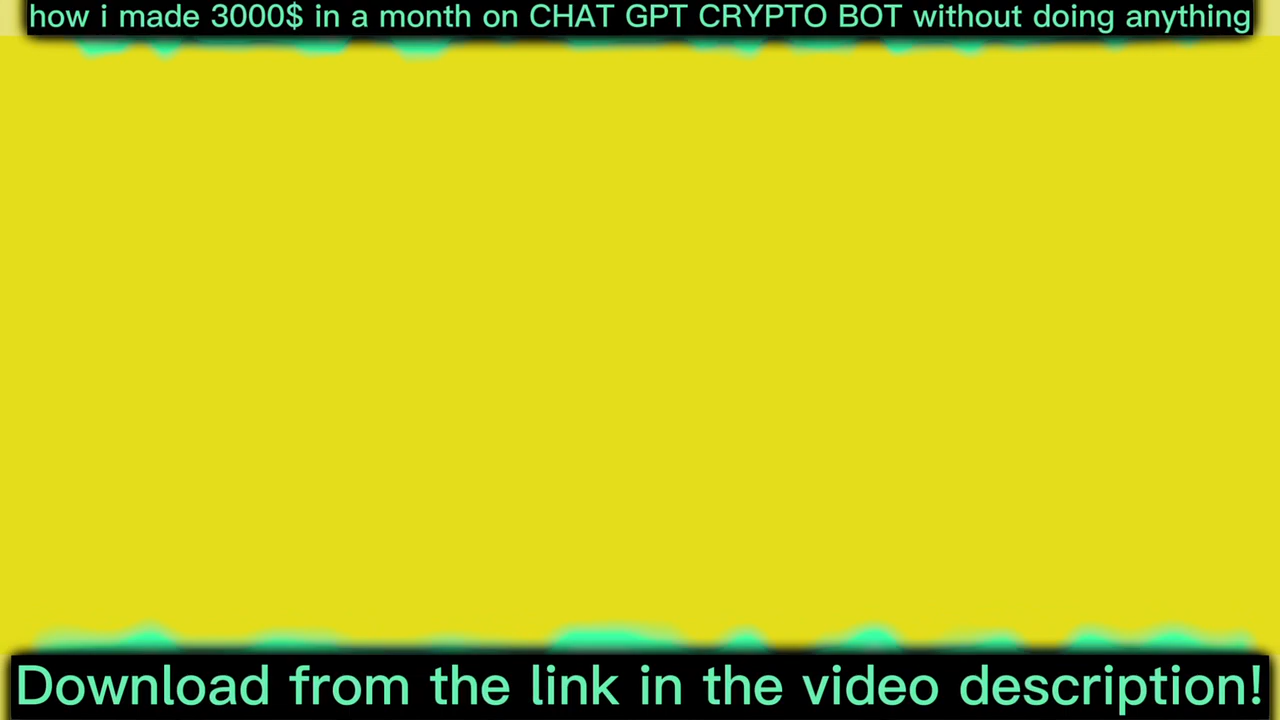 how i made 3000$ in a month on CHAT GPT CRYPTO BOT without doing anything
Download from the link in the video description!